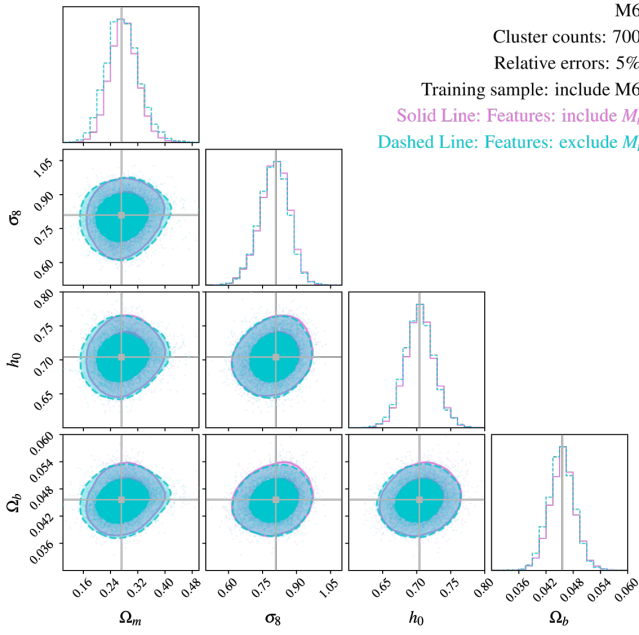 M6
Cluster counts: 700
Relative errors: 5%
Training sample: include M6
Solid Line: Features: include
Dashed Line: Features: exclude
σ8
1.05
0.90
0.75
0.60
h0
0.80
0.75
0.70
0.65
Ωb
0.060
0.054
0.048
0.042
0.036
0.16 0.24 0.32 0.40 0.48
0.60 0.75 0.90 1.05
0.65 0.70 0.75 0.80
0.036 0.042 0.048 0.054 0.060
Ωm σ8 h0 Ωb